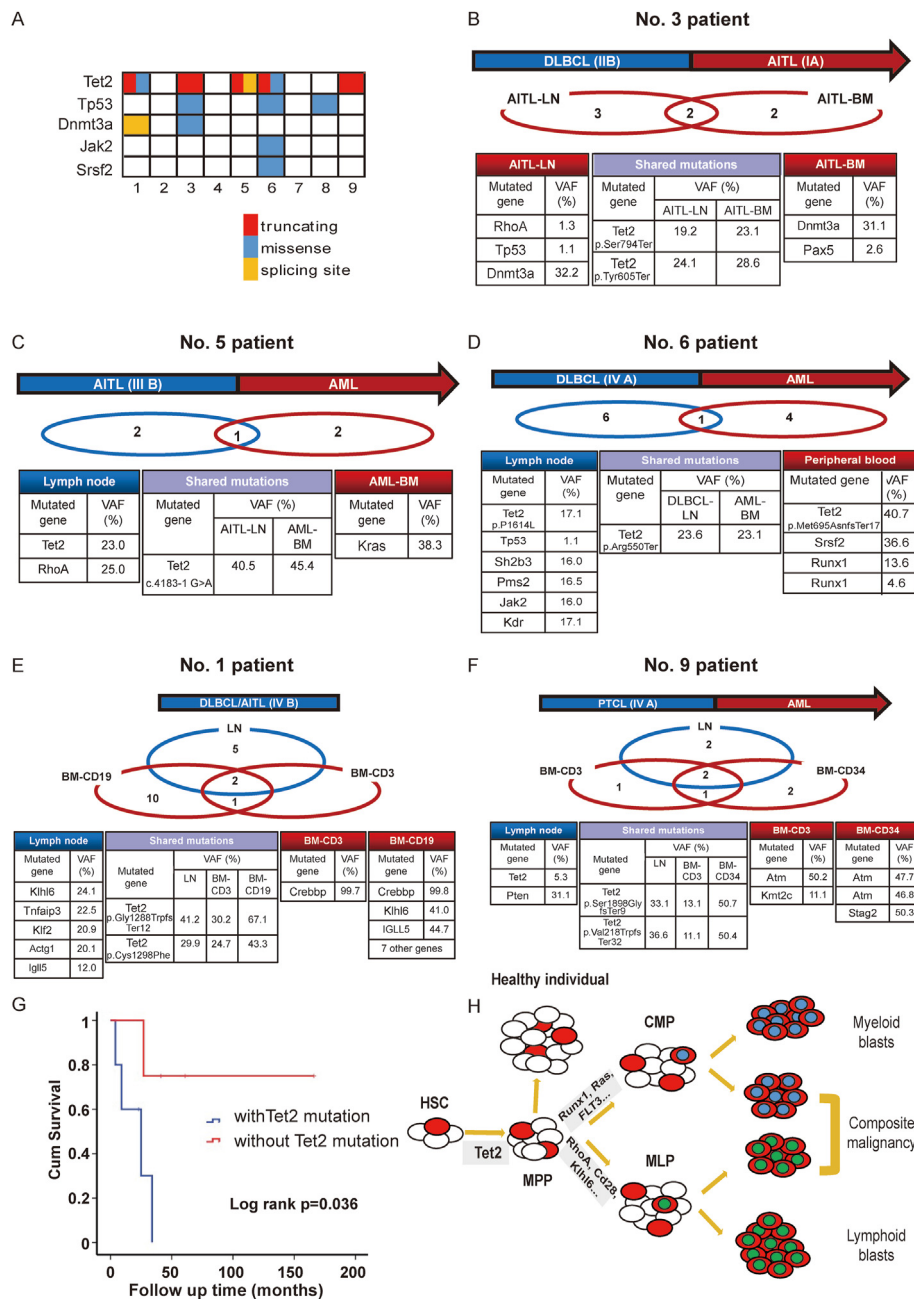 A
Tet2
Tp53
Dnmt3a
Jak2
Srsf2
1 2 3 4 5 6 7 8 9
truncating
missense
splicing site
B
No. 3 patient
DLBCL (IIB) AITL (IA)
AITL-LN 3 2 2 AITL-BM
AITL-LN
Mutated gene VAF (%)
RhoA 1.3
Tp53 1.1
Dnmt3a 32.2
Shared mutations
Mutated gene VAF (%)
AITL-LN AITL-BM
Tet2 p.Ser794Ter 19.2 23.1
Tet2 p.Tyr605Ter 24.1 28.6
AITL-BM
Mutated gene VAF (%)
Dnmt3a 31.1
Pax5 2.6
C
No. 5 patient
AITL (III B) AML
2 1 2
Lymph node
Mutated gene VAF (%)
Tet2 23.0
RhoA 25.0
Shared mutations
Mutated gene VAF (%)
AITL-LN AML-BM
Tet2 c.4183-1 G>A 40.5 45.4
AML-BM
Mutated gene VAF (%)
Kras 38.3
D
No. 6 patient
DLBCL (IV A) AML
6 1 4
Lymph node
Mutated gene VAF (%)
Tet2 p.P1614L 17.1
Tp53 1.1
Sh2b3 16.0
Pms2 16.5
Jak2 16.0
Kdr 17.1
Shared mutations
Mutated gene VAF (%)
DLBCL-LN AML-BM
Tet2 p.Arg550Ter 23.6 23.1
Peripheral blood
Mutated gene VAF (%)
Tet2 p.Met695AsnfsTer17 40.7
Srsf2 36.6
Runx1 13.6
Runx1 4.6
E
No. 1 patient
DLBCL/AITL (IV B)
LN
5
BM-CD19 2 BM-CD3
10 1
Lymph node
Mutated gene VAF (%)
Klhl6 24.1
Tnfaip3 22.5
Klf2 20.9
Actg1 20.1
Igll5 12.0
Shared mutations
Mutated gene VAF (%)
LN BM-CD3 BM-CD19
Tet2 p.Gly1288TrpfsTer12 41.2 30.2 67.1
Tet2 p.Cys1298Phe 29.9 24.7 43.3
BM-CD3
Mutated gene VAF (%)
Crebbp 99.7
BM-CD19
Mutated gene VAF (%)
Crebbp 99.8
Klhl6 41.0
IGLL5 44.7
7 other genes
F
No. 9 patient
PTCL (IV A) AML
LN
2
BM-CD3 2 BM-CD34
1 1 2
Lymph node
Mutated gene VAF (%)
Tet2 5.3
Pten 31.1
Shared mutations
Mutated gene VAF (%)
LN BM-CD3 BM-CD34
Tet2 p.Ser1898GlyfsTer9 33.1 13.1 50.7
Tet2 p.Val218TrpfsTer32 36.6 11.1 50.4
BM-CD3
Mutated gene VAF (%)
Atm 50.2
Kmt2c 11.1
BM-CD34
Mutated gene VAF (%)
Atm 47.7
Atm 46.8
Stag2 50.3
G
Cum Survival
1
0.8
0.6
0.4
0.2
0
withTet2 mutation
without Tet2 mutation
Log rank p=0.036
0 50 100 150 200
Follow up time (months)
H
Healthy individual
HSC
Tet2
MPP
Runx1, Ras, FLT3...
RhoA, Cd28, Klhl6...
CMP
MLP
Myeloid blasts
Composite malignancy
Lymphoid blasts